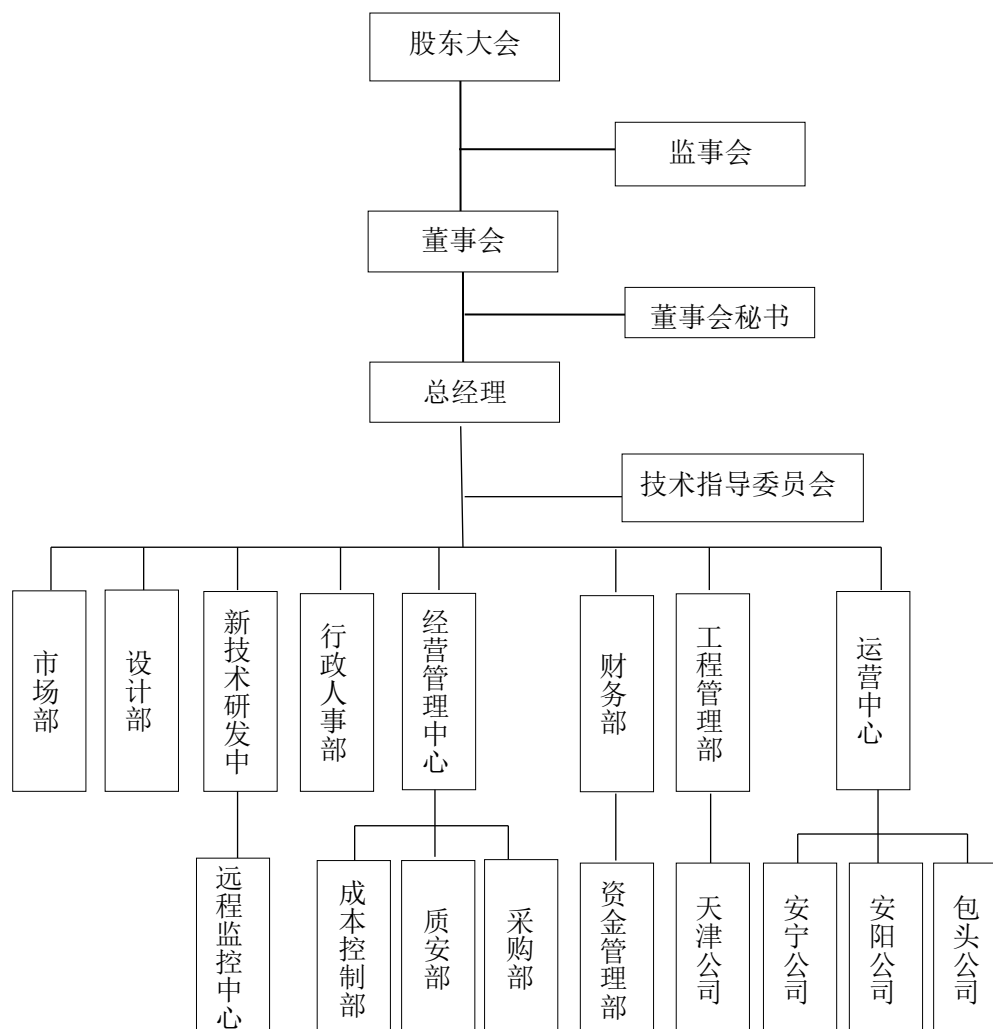 股东大会
监事会
董事会
董事会秘书
总经理
技术指导委员会
市场部
设计部
新技术研发中
行政人事部
经营管理中心
财务部
工程管理部
运营中心
远程监控中心
成本控制部
质安部
采购部
资金管理部
天津公司
安宁公司
安阳公司
包头公司